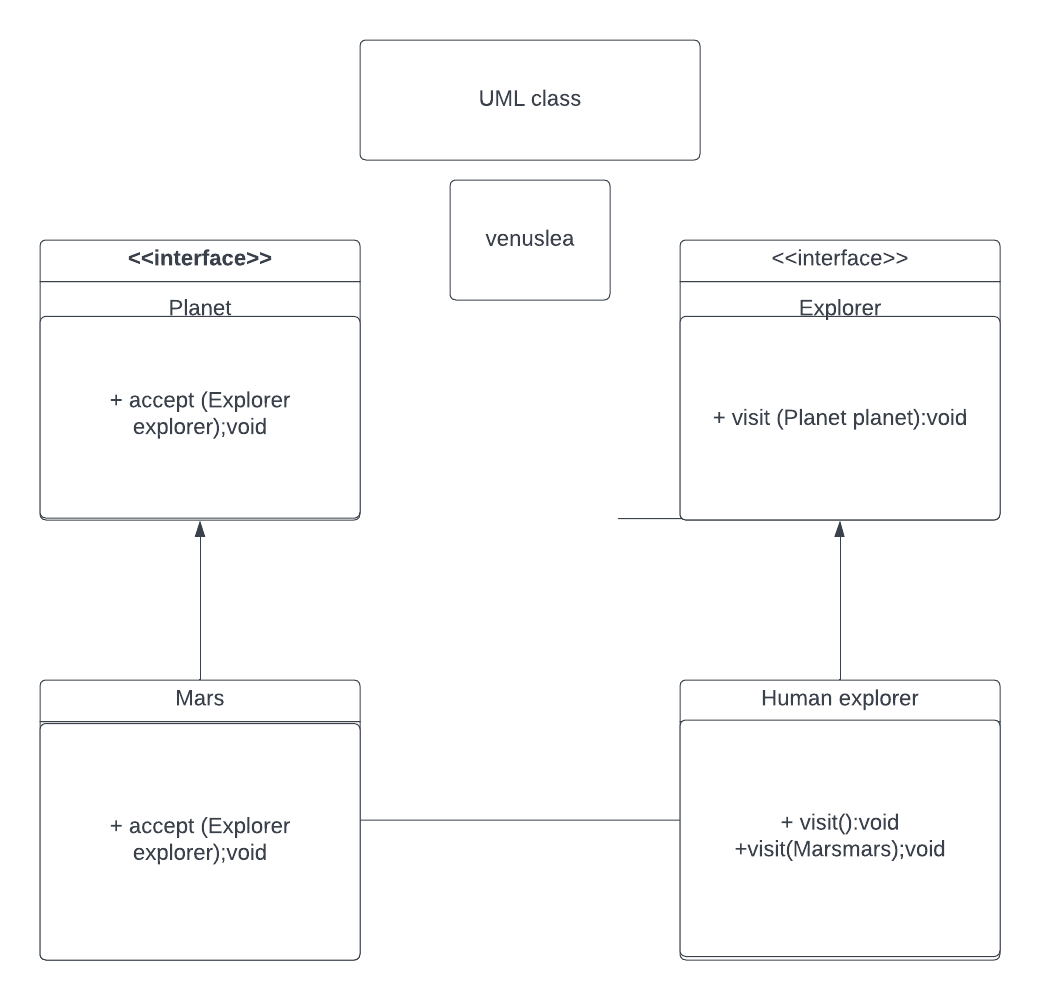 UML class
venuslea
<<interface>>
Planet
+ accept (Explorer
explorer);void
<<interface>>
Explorer
+ visit (Planet planet):void
Mars
+ accept (Explorer
explorer);void
Human explorer
+ visit():void
+visit(Marsmars);void